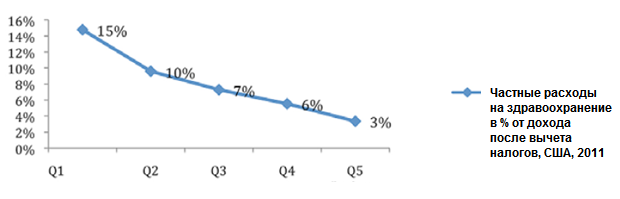 16%
14%
12%
10%
8%
6%
4%
2%
0%
15%
10%
7%
6%
3%
Q1 Q2 Q3 Q4 Q5
Частные расходы
на здравоохранение
в % от дохода
после вычета
налогов, США, 2011